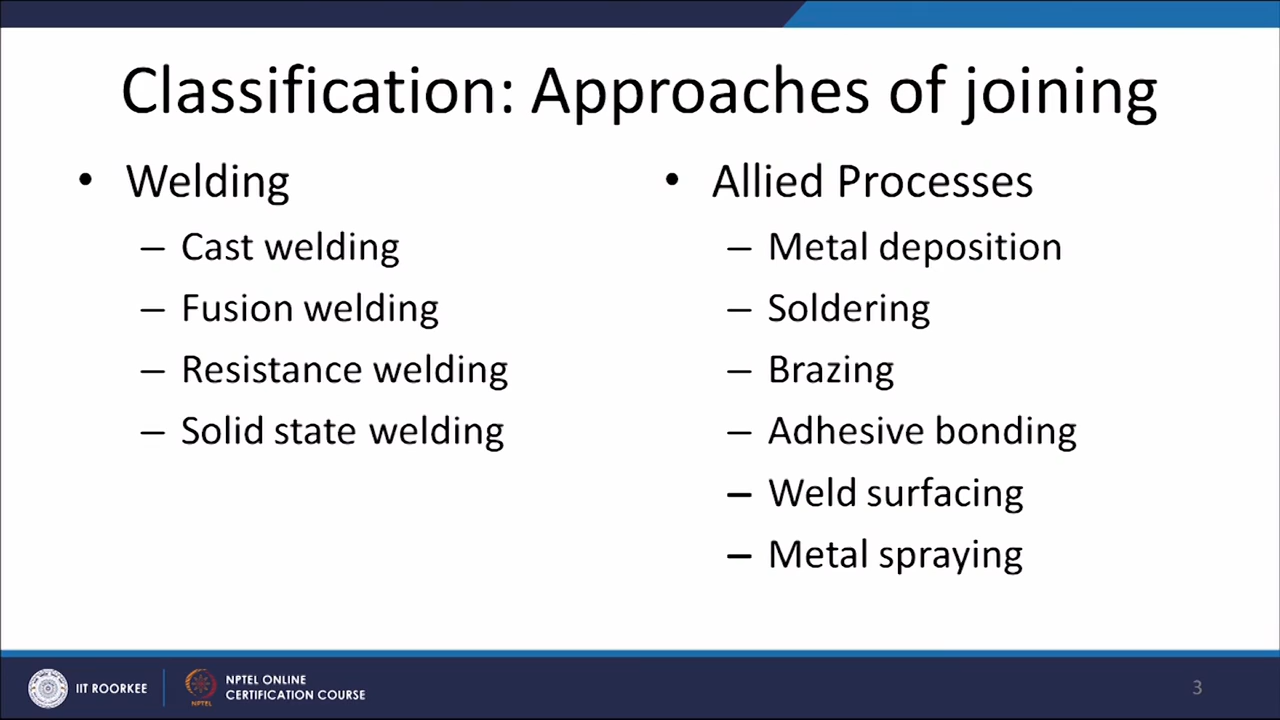 Classification: Approaches of joining
• Welding
– Cast welding
– Fusion welding
– Resistance welding
– Solid state welding
• Allied Processes
– Metal deposition
– Soldering
– Brazing
– Adhesive bonding
– Weld surfacing
– Metal spraying
IIT ROORKEE
NPTEL
NPTEL ONLINE
CERTIFICATION COURSE
3